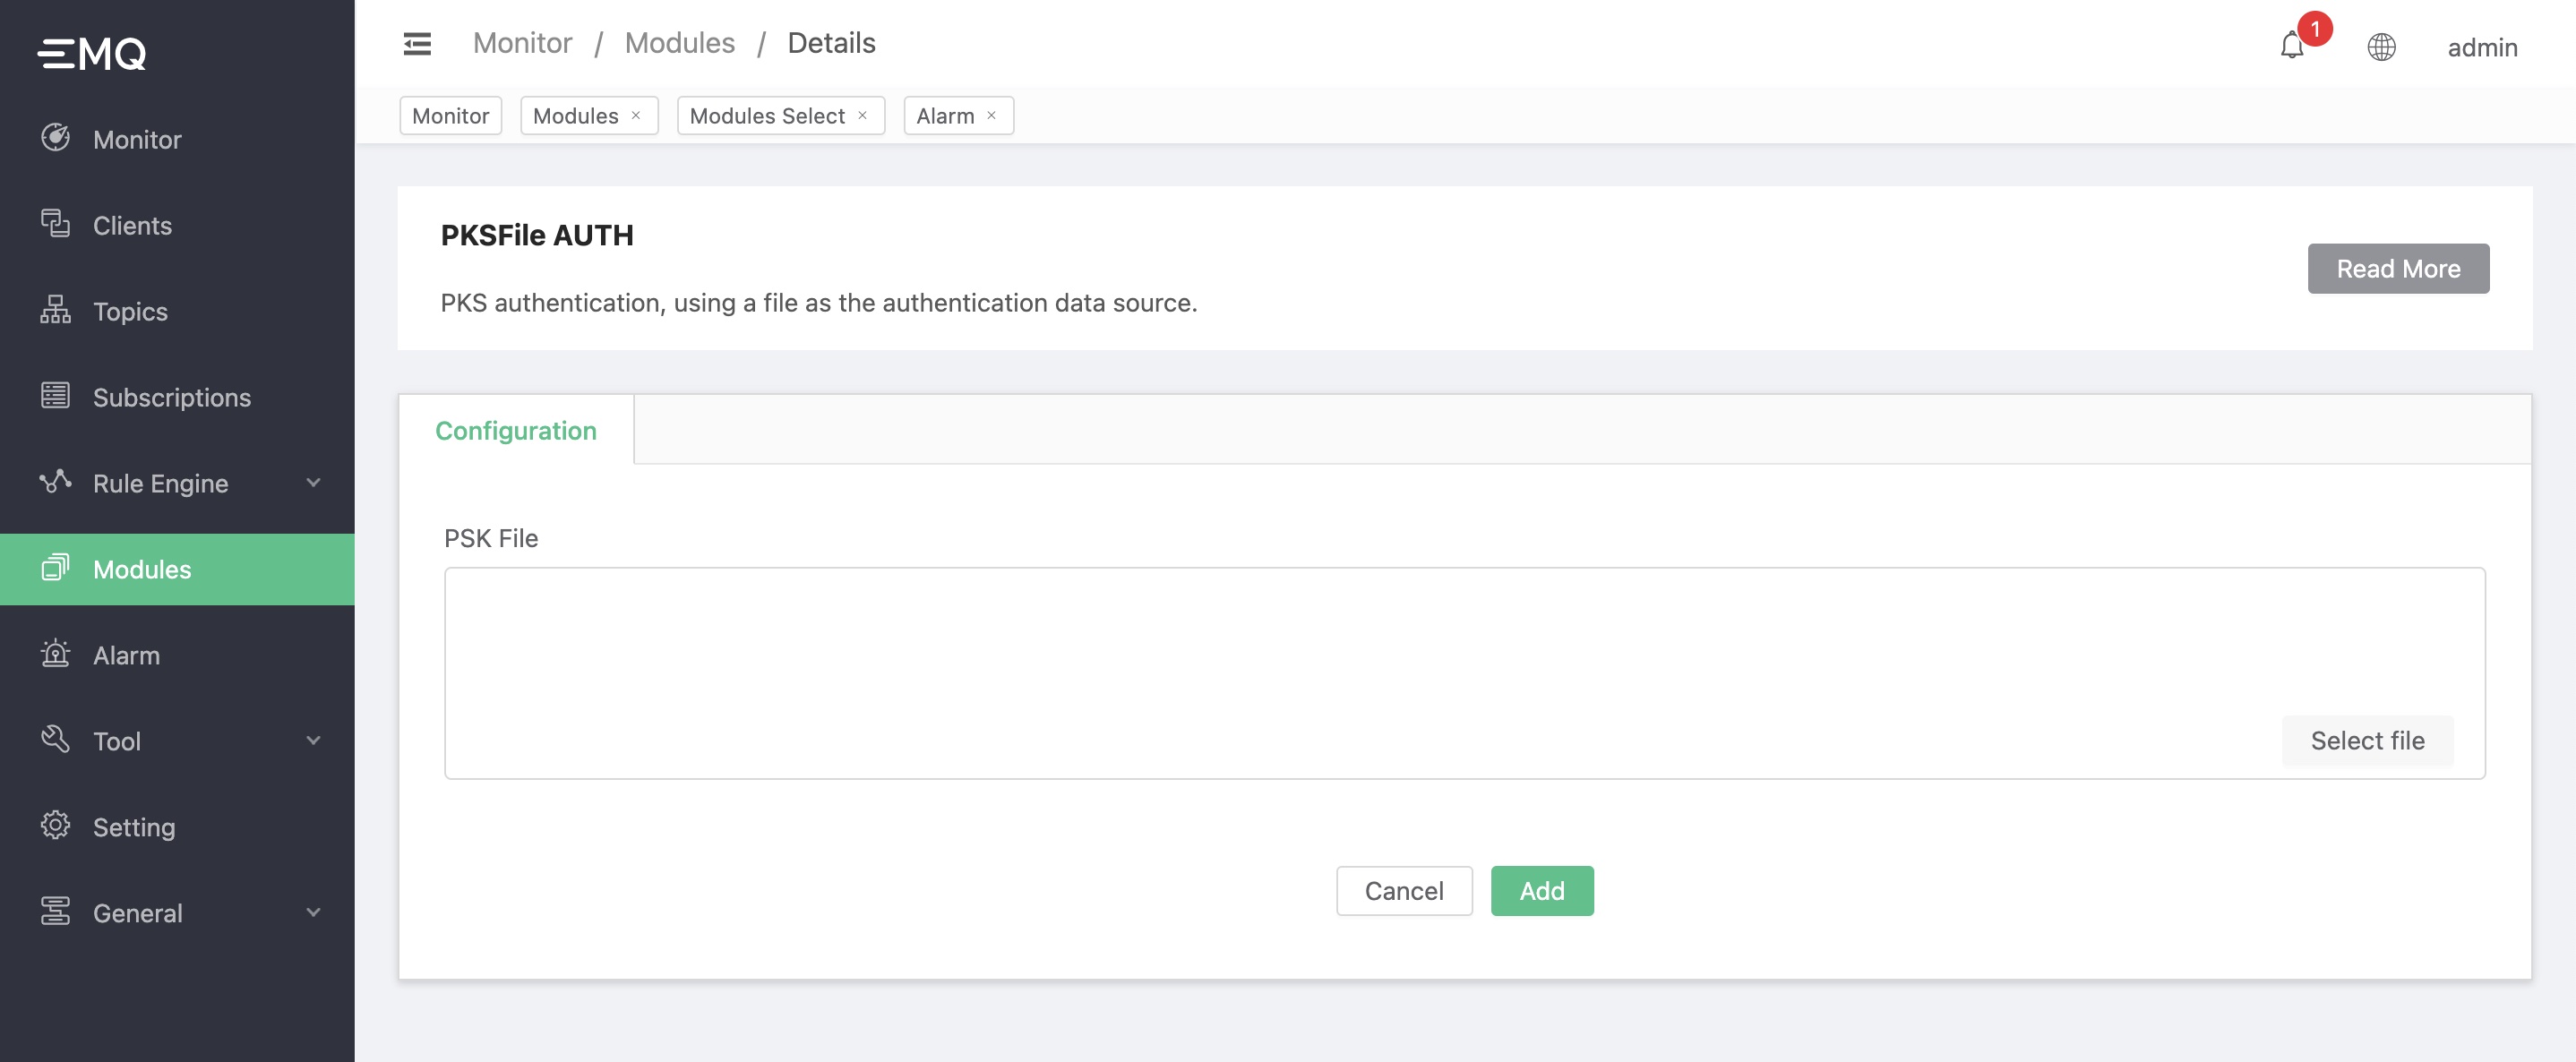 EMQ
Monitor / Modules / Details
1
admin
Monitor
Modules ×
Modules Select ×
Alarm ×
Monitor
Clients
Topics
Subscriptions
Rule Engine
Modules
Alarm
Tool
Setting
General
PKSFile AUTH
PKS authentication, using a file as the authentication data source.
Read More
Configuration
PSK File
Select file
Cancel
Add